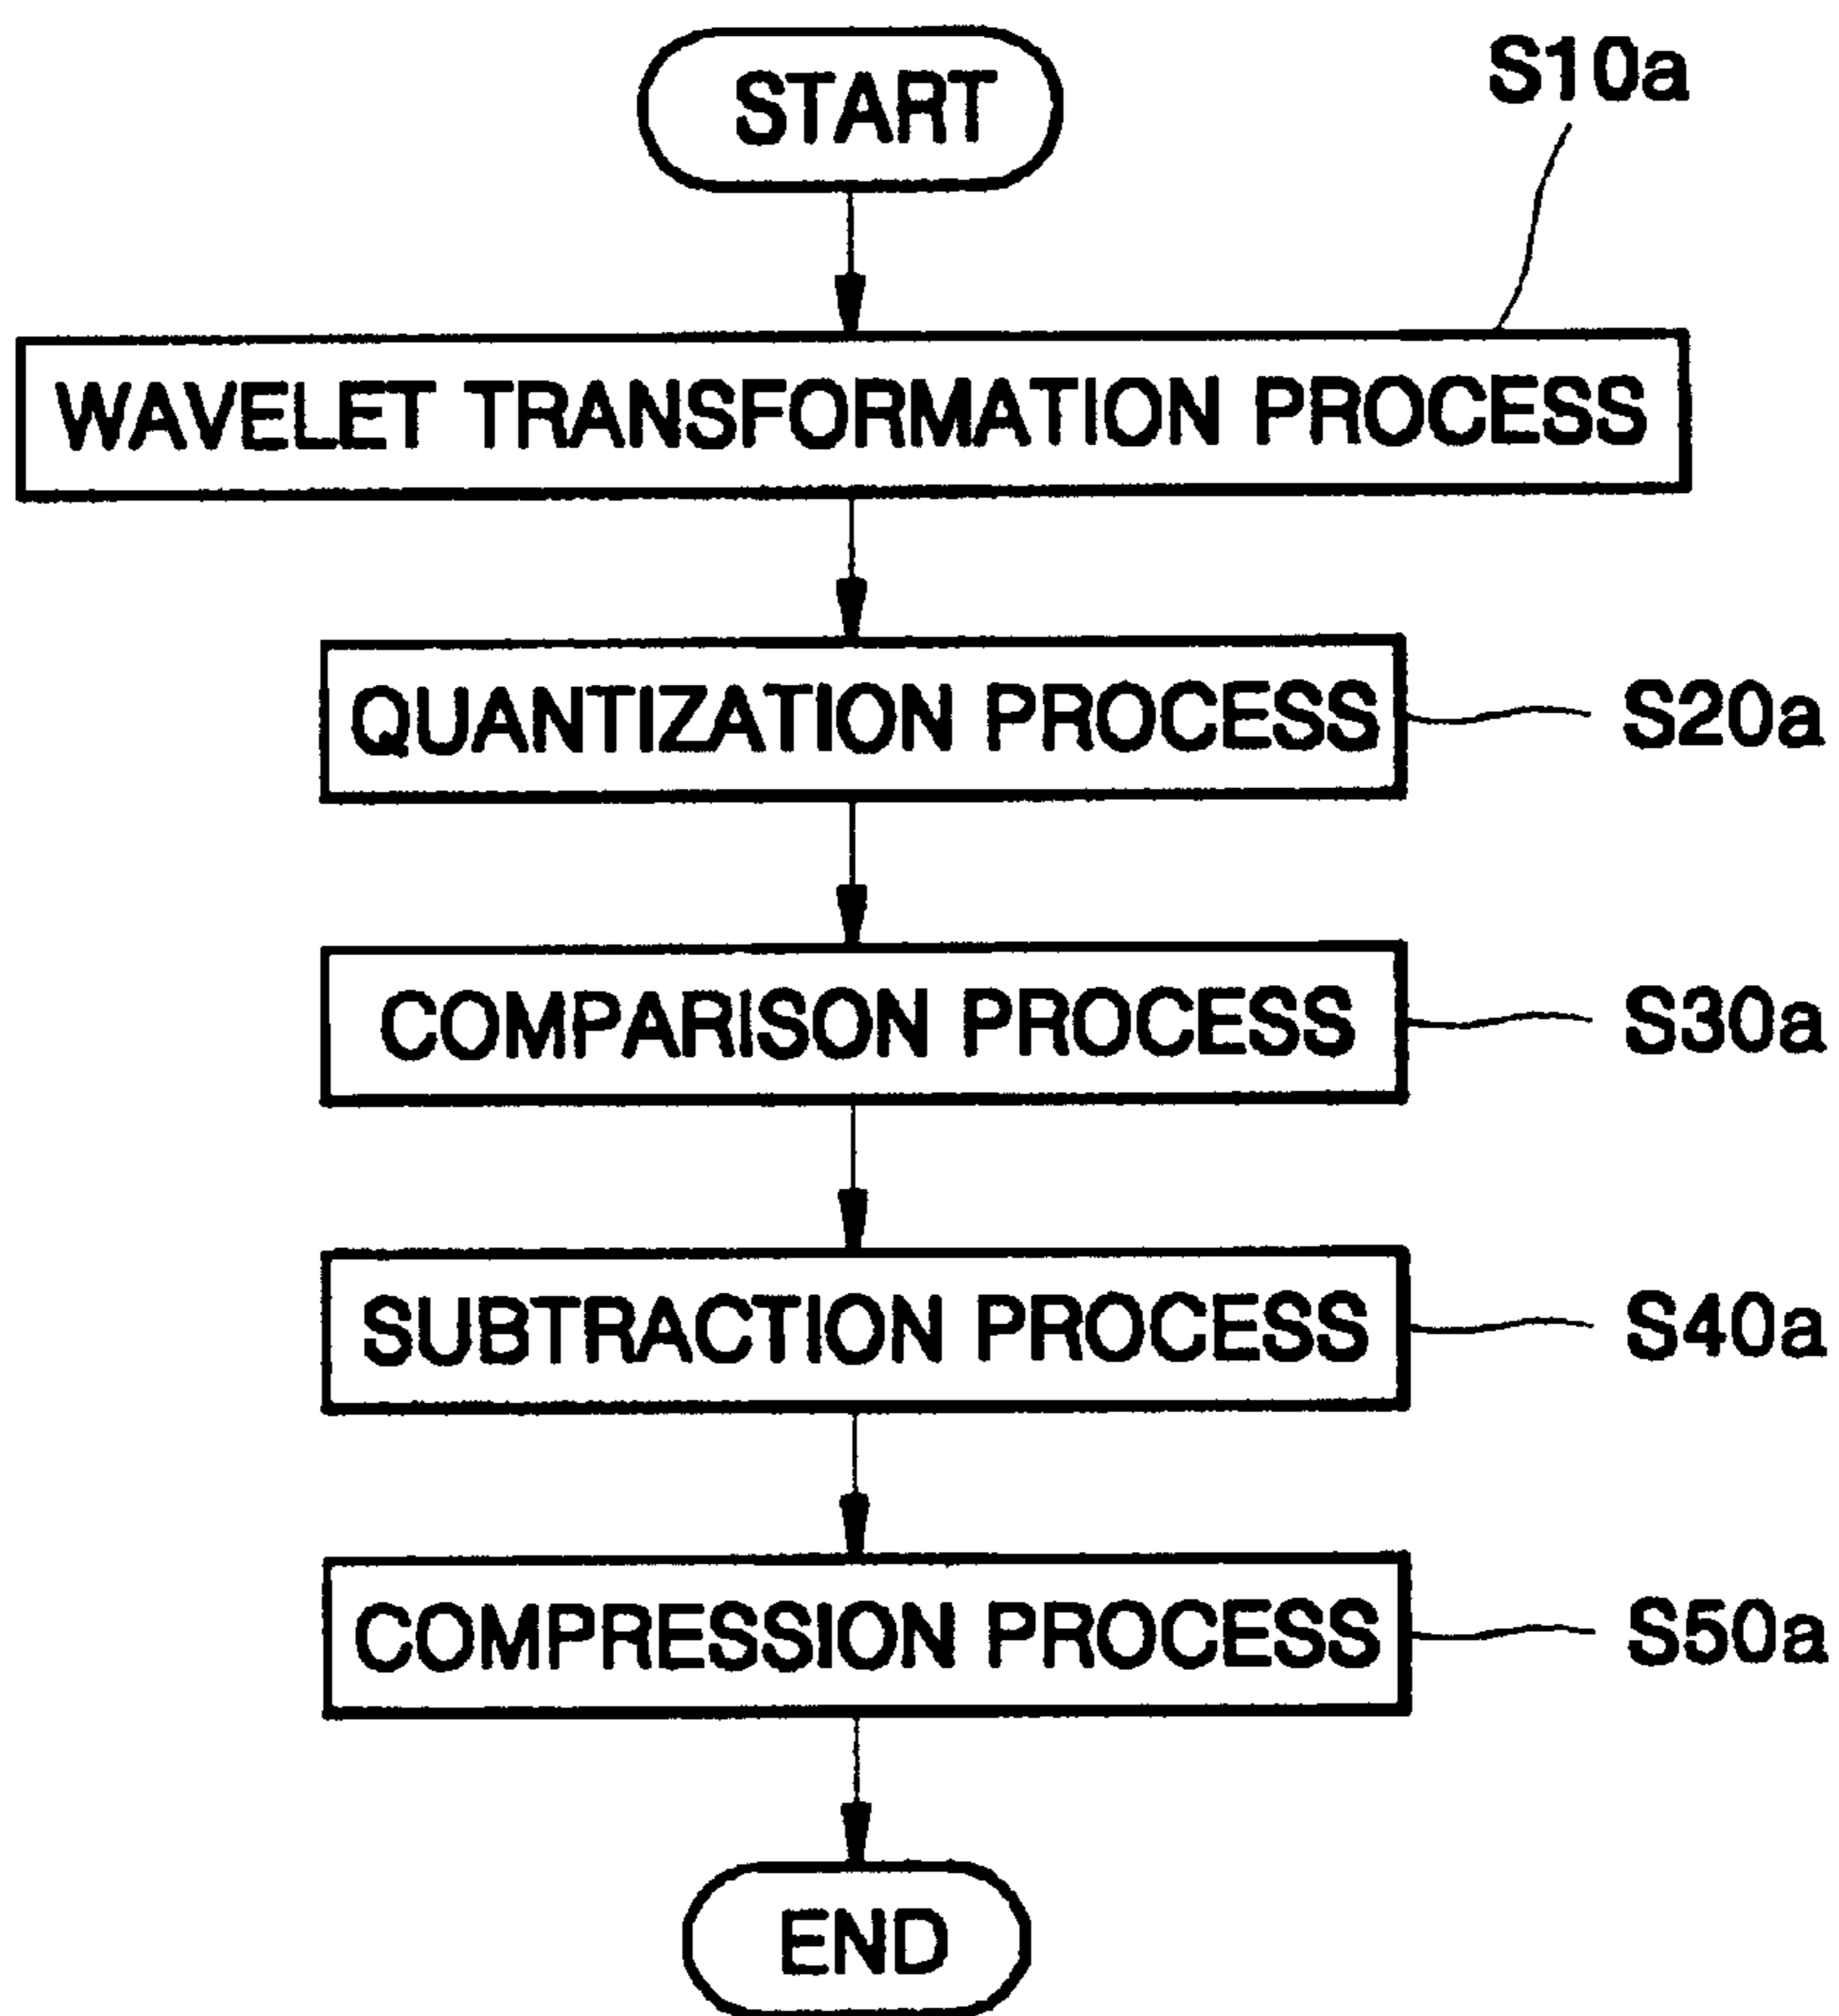 START
S10a
WAVELET TRANSFORMATION PROCESS
QUANTIZATION PROCESS
S20a
COMPARISON PROCESS
S30a
SUBTRACTION PROCESS
S40a
COMPRESSION PROCESS
S50a
END